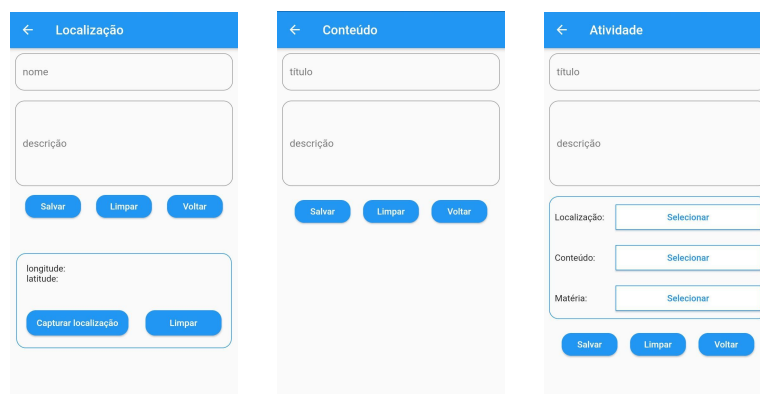 Localização
nome
descrição
Salvar Limpar Voltar
longitude:
latitude:
Capturar localização Limpar
Conteúdo
título
descrição
Salvar Limpar Voltar
Atividade
título
descrição
Localização: Selecionar
Conteúdo: Selecionar
Matéria: Selecionar
Salvar Limpar Voltar